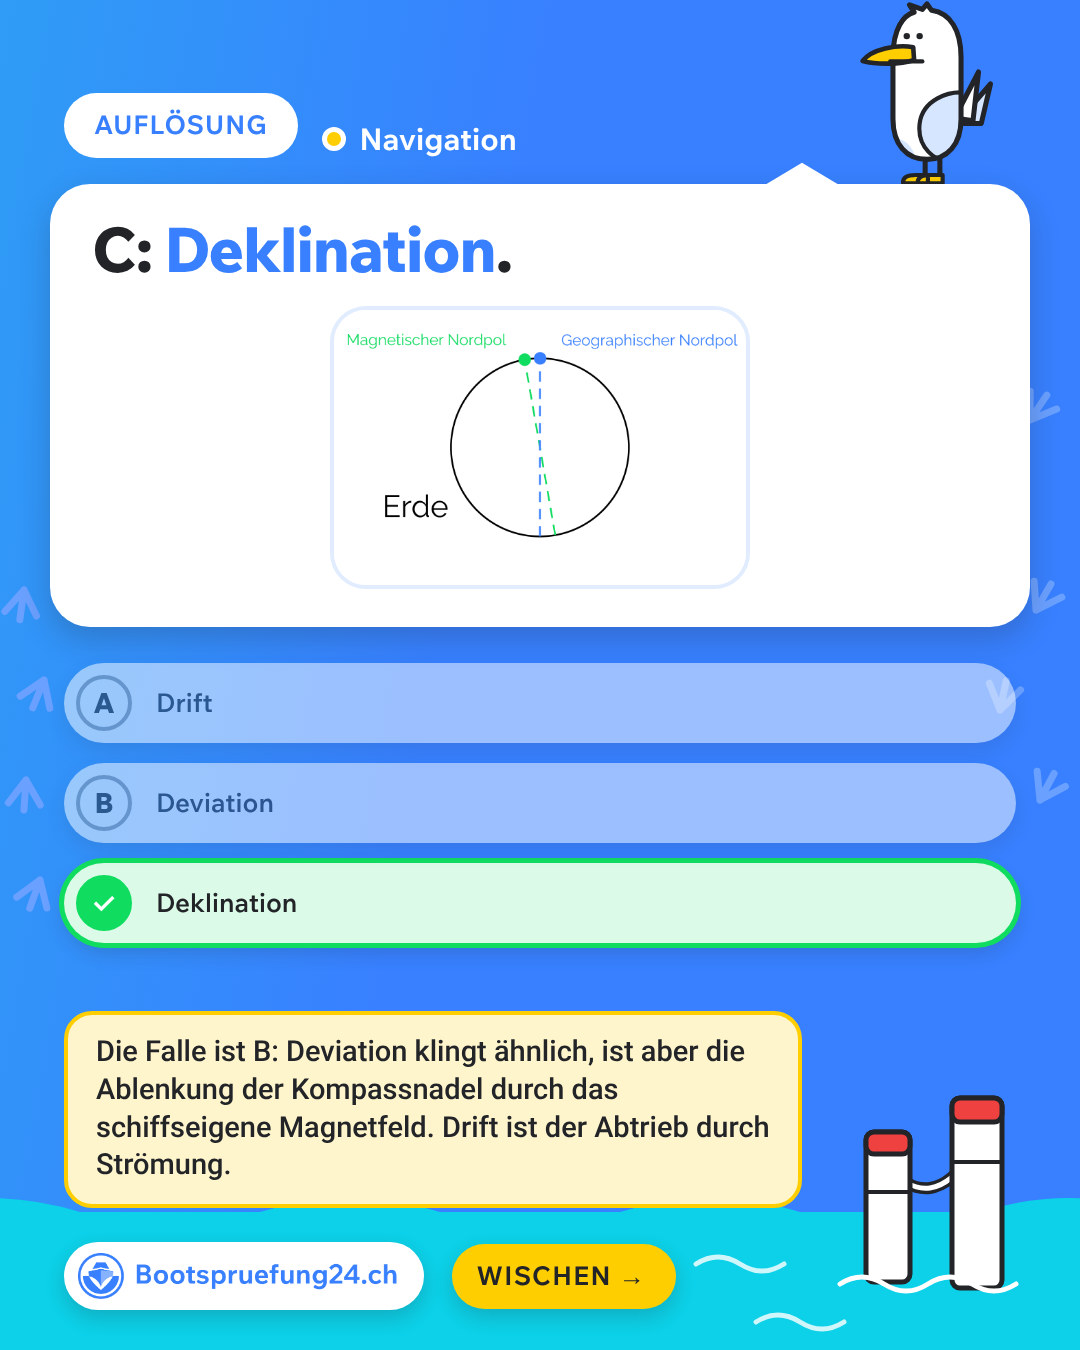 AUFLÖSUNG
Navigation
C: Deklination.
Magnetischer Nordpol
Geographischer Nordpol
Erde
A Drift
B Deviation
Deklination
Die Falle ist B: Deviation klingt ähnlich, ist aber die
Ablenkung der Kompassnadel durch das
schiffseigene Magnetfeld. Drift ist der Abtrieb durch
Strömung.
Bootspruefung24.ch
WISCHEN →